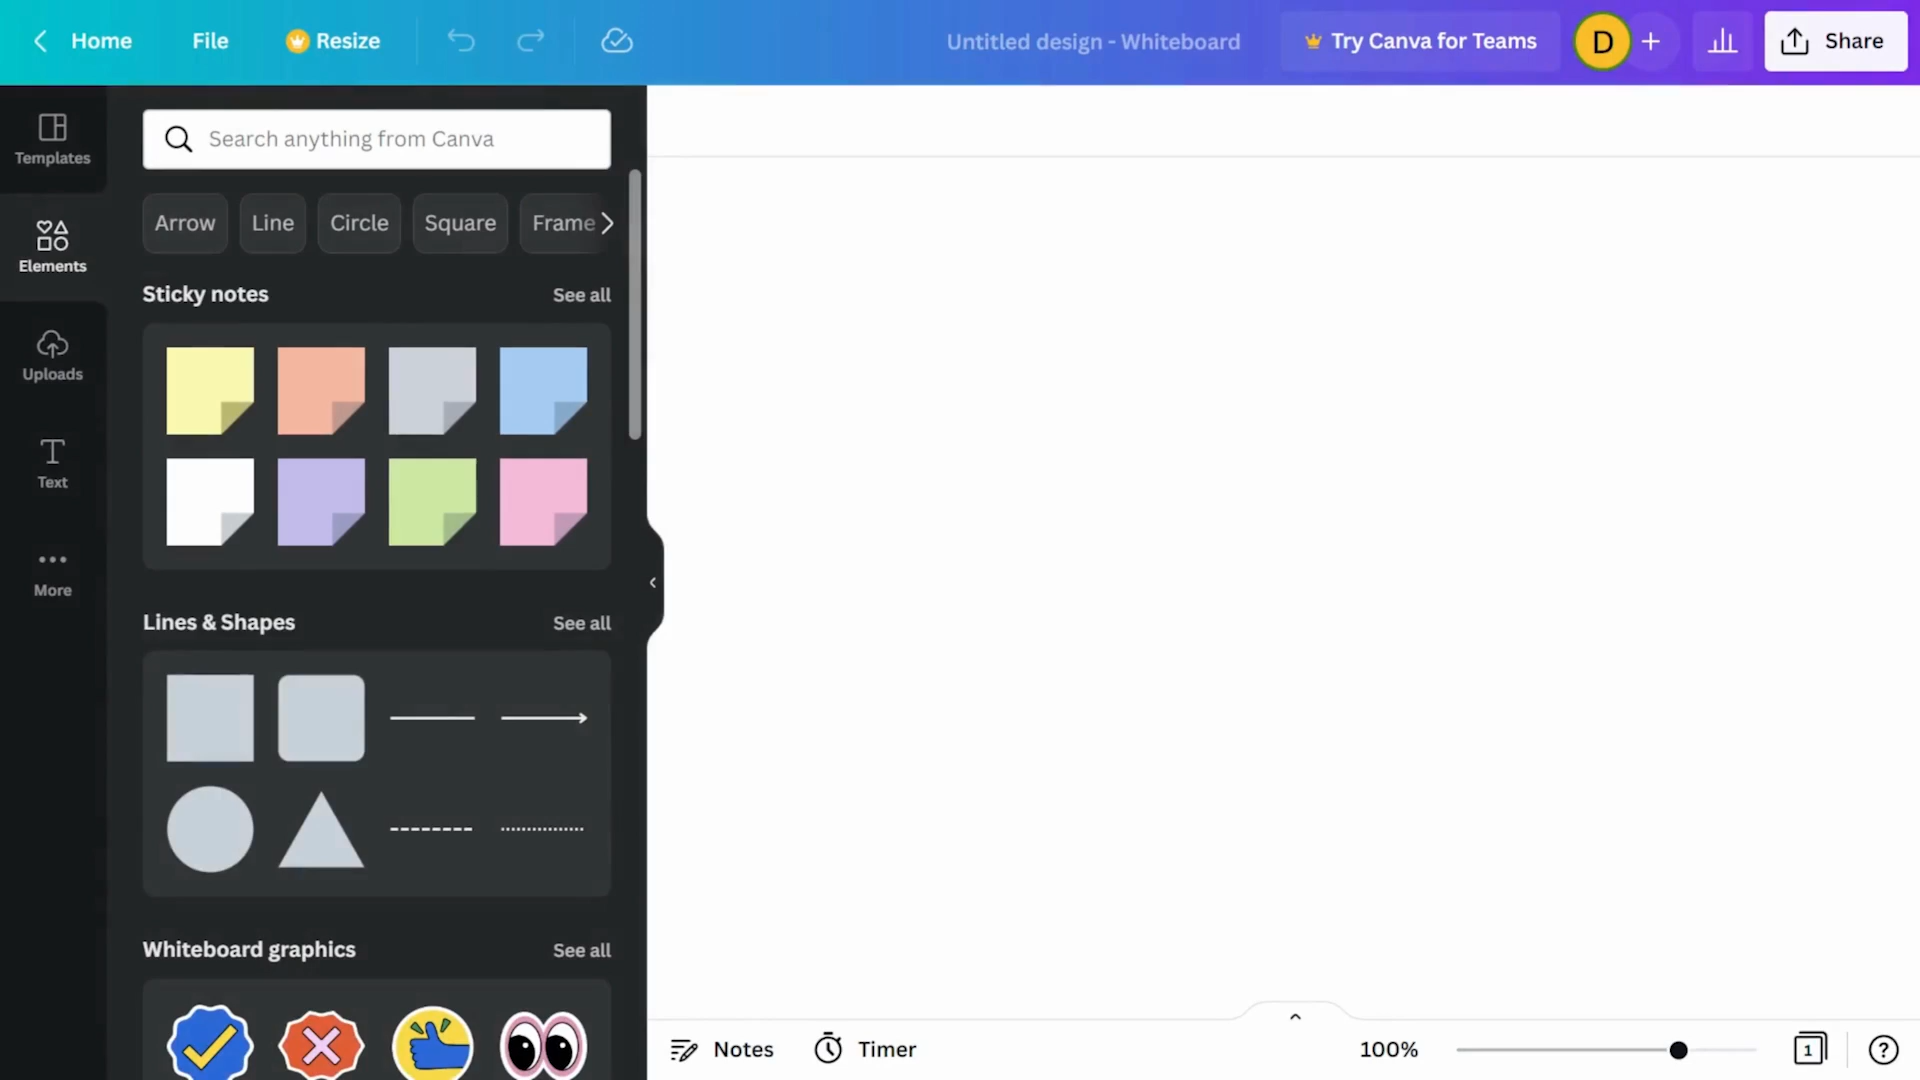 Home File Resize Untitled design - Whiteboard Try Canva for Teams D Share
Templates
Elements
Uploads
Text
More
Search anything from Canva
Arrow Line Circle Square Frame
Sticky notes See all
Lines & Shapes See all
Whiteboard graphics See all
Notes Timer 100% 1 ?